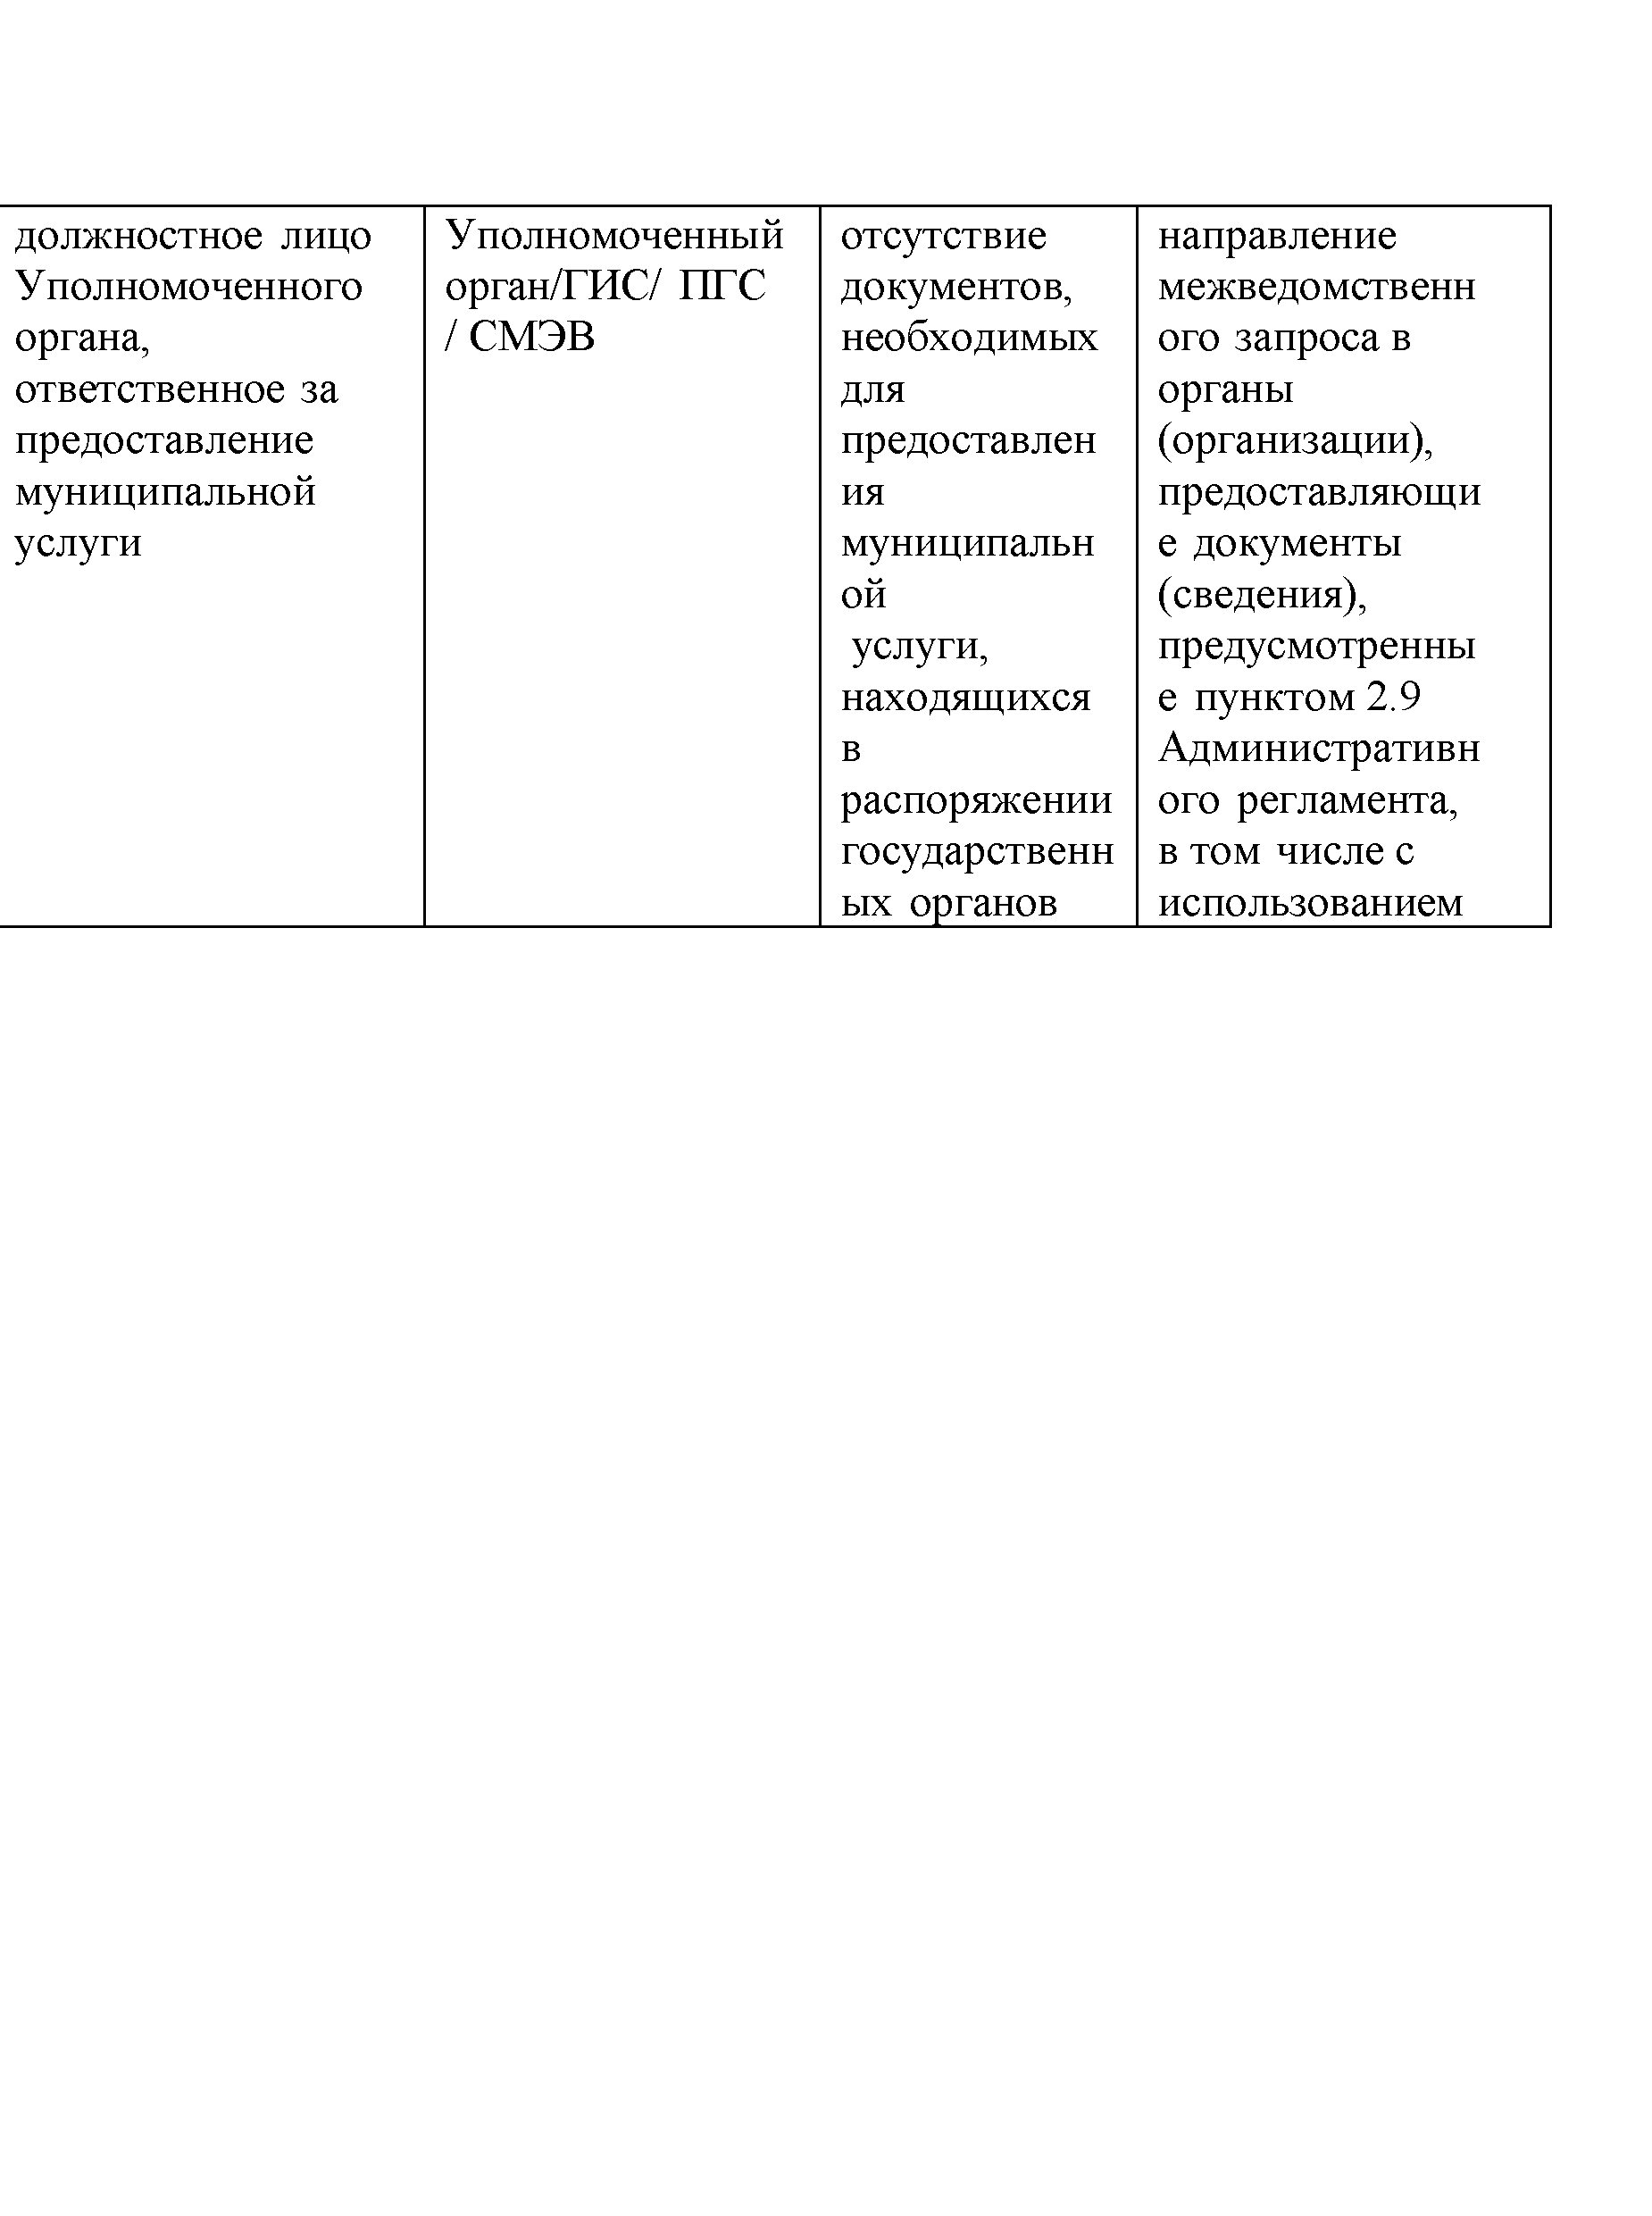 должностное лицо
Уполномоченного
органа,
ответственное за
предоставление
муниципальной
услуги
Уполномоченный
орган/ГИС/ ПГС
/ СМЭВ
отсутствие
документов,
необходимых
для
предоставлен
ия
муниципальн
ой
услуги,
находящихся
в
распоряжении
государственн
ых органов
направление
межведомственн
ого запроса в
органы
(организации),
предоставляющи
е документы
(сведения),
предусмотренны
е пунктом 2.9
Административн
ого регламента,
в том числе с
использованием